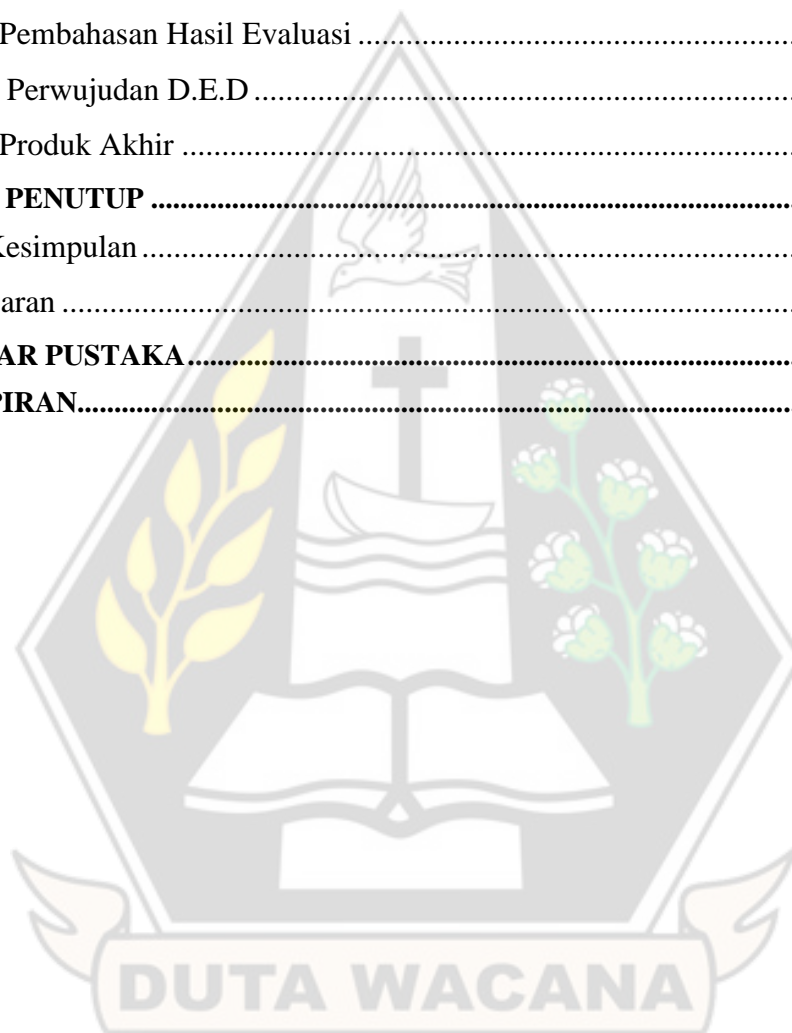 Pembahasan Hasil Evaluasi ........................................................
Perwujudan D.E.D ........................................................................
Produk Akhir ................................................................................
PENUTUP ....................................................................................
Kesimpulan ..................................................................................
aran ..............................................................................................
AR PUSTAKA ..............................................................................
PIRAN ..........................................................................................
DUTA WACANA